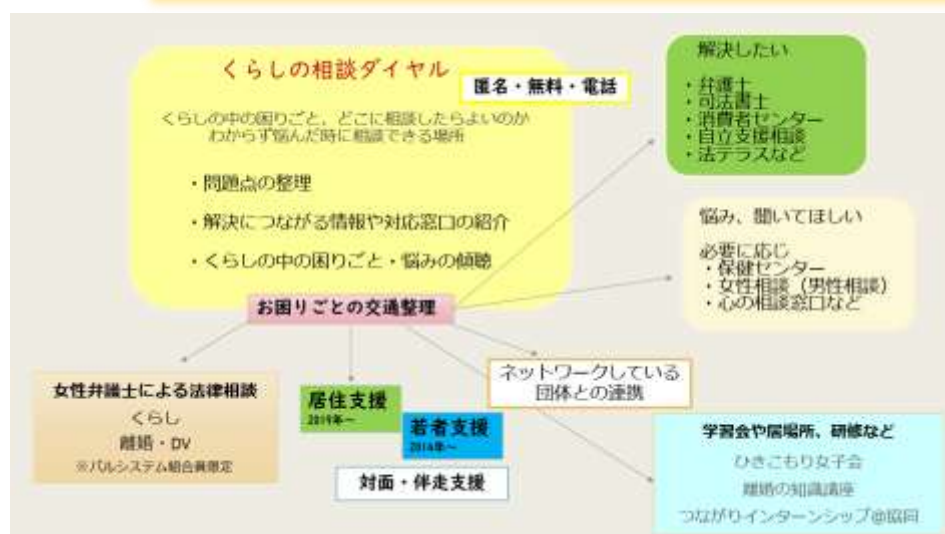 くらしの相談ダイヤル
匿名・無料・電話
くらしの中の困りごと、どこに相談したらよいのか
わからず悩んだ時に相談できる場所
・問題点の整理
・解決につながる情報や対応窓口の紹介
・くらしの中の困りごと・悩みの傾聴
お困りごとの交通整理
解決したい
・弁護士
・司法書士
・消費者センター
・自立支援相談
・法テラスなど
悩み、聞いてほしい
必要に応じ
・保健センター
・女性相談（男性相談）
・心の相談窓口など
女性弁護士による法律相談
くらし
離婚・DV
※パルシステム組合員限定
居住支援
2019年～
若者支援
対面・伴走支援
ネットワークしている
団体との連携
学習会や居場所、研修など
ひきこもり女子会
離婚の知識講座
つながりインターンシップ@協同